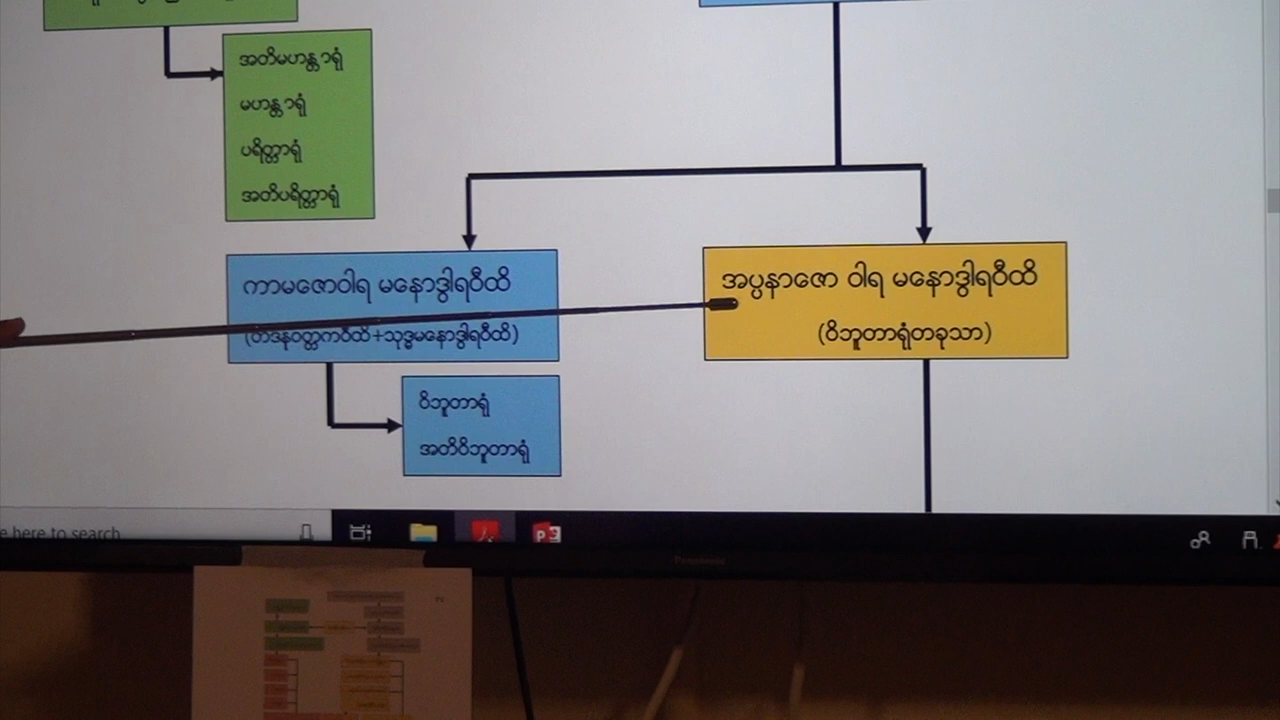 အတိမဟန္တာရုံ
မဟန္တာရုံ
ပရိတ္တာရုံ
အတိပရိတ္တာရုံ
ကာမဇောဝါရ မနောဒွါရဝီထိ
(တဒနုဝတ္တကဝီထိ+သုဒ္ဓမနောဒွါရဝီထိ)
အပ္ပနာဇော ဝါရ မနောဒွါရဝီထိ
(ဝိဘူတာရုံတခုသာ)
ဝိဘူတာရုံ
အတိဝိဘူတာရုံ
e here to search
Panasonic